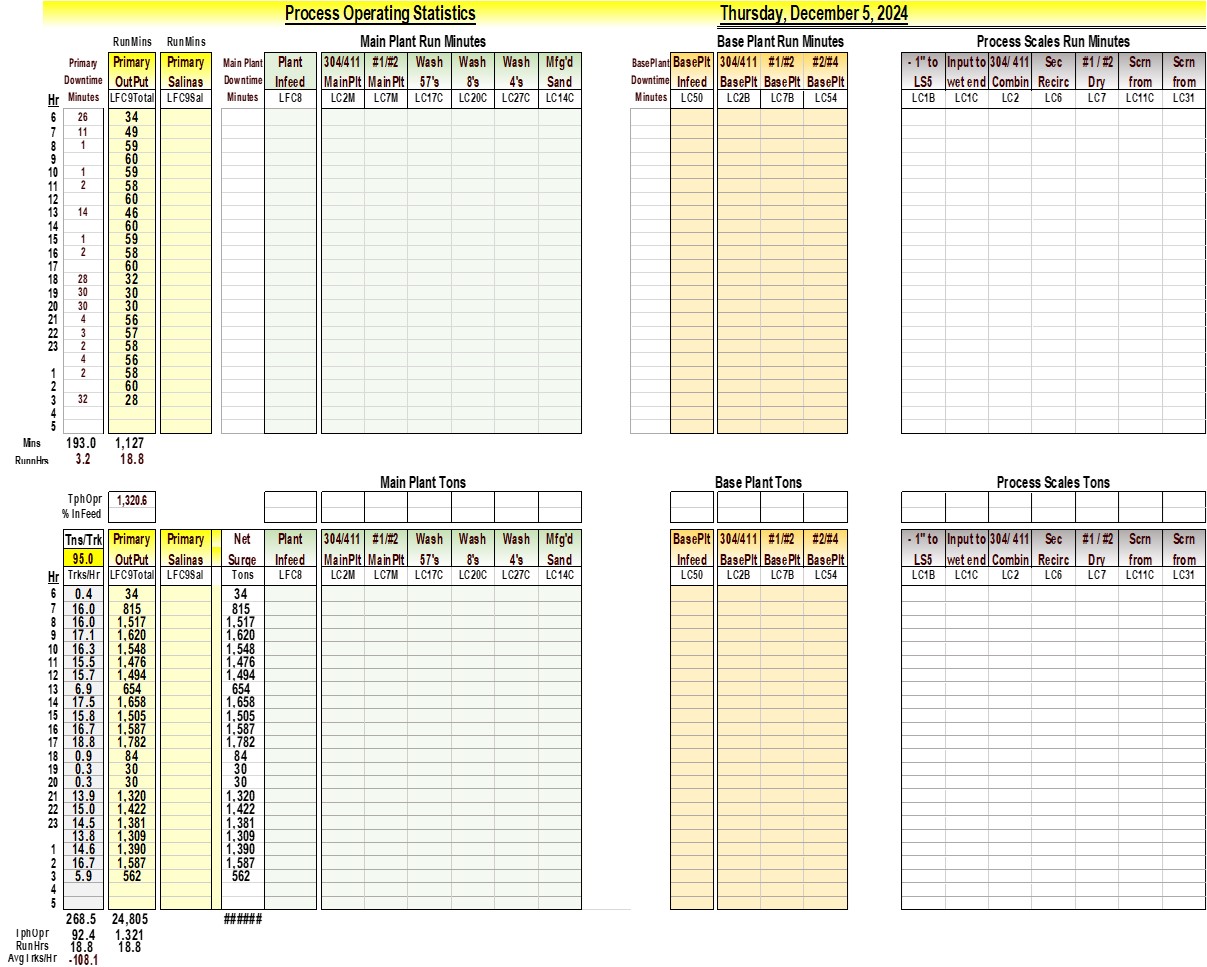 Process Operating Statistics Thursday, December 5, 2024
RunMins RunMins Main Plant Run Minutes Base Plant Run Minutes Process Scales Run Minutes
Primary Primary Primary Main Plant Plant 304/411 #1/#2 Wash Wash Wash Mfg'd BasePlant BasePlt 304/411 #1/#2 #2/#4 - 1" to Input to 304/ 411 Sec #1 / #2 Scrn Scrn
Downtime OutPut Salinas Downtime Infeed MainPlt MainPlt 57's 8's 4's Sand Downtime Infeed BasePlt BasePlt BasePlt LS5 wet end Combin Recirc Dry from from
Hr Minutes LFC9Total LFC9Sal Minutes LFC8 LC2M LC7M LC17C LC20C LC27C LC14C Minutes LC50 LC2B LC7B LC54 LC1B LC1C LC2 LC6 LC7 LC11C LC31
6 26 34
7 11 49
8 1 59
9 60
10 1 59
11 2 58
12 60
13 14 46
14 60
15 1 59
16 2 58
17 60
18 28 32
19 30 30
20 30 30
21 4 56
22 3 57
23 2 58
4 56
1 2 58
2 60
3 32 28
4
5
Mins 193.0 1,127
RunnHrs 3.2 18.8
Main Plant Tons Base Plant Tons Process Scales Tons
TphOpr 1,320.6
% InFeed
Tns/Trk Primary Primary Net Plant 304/411 #1/#2 Wash Wash Wash Mfg'd BasePlt 304/411 #1/#2 #2/#4 - 1" to Input to 304/ 411 Sec #1 / #2 Scrn Scrn
95.0 OutPut Salinas Surge Infeed MainPlt MainPlt 57's 8's 4's Sand Infeed BasePlt BasePlt BasePlt LS5 wet end Combin Recirc Dry from from
Hr Trks/Hr LFC9Total LFC9Sal Tons LFC8 LC2M LC7M LC17C LC20C LC27C LC14C LC50 LC2B LC7B LC54 LC1B LC1C LC2 LC6 LC7 LC11C LC31
6 0.4 34 34
7 16.0 815 815
8 16.0 1,517 1,517
9 17.1 1,620 1,620
10 16.3 1,548 1,548
11 15.5 1,476 1,476
12 15.7 1,494 1,494
13 6.9 654 654
14 17.5 1,658 1,658
15 15.8 1,505 1,505
16 16.7 1,587 1,587
17 18.8 1,782 1,782
18 0.9 84 84
19 0.3 30 30
20 0.3 30 30
21 13.9 1,320 1,320
22 15.0 1,422 1,422
23 14.5 1,381 1,381
13.8 1,309 1,309
1 14.6 1,390 1,390
2 16.7 1,587 1,587
3 5.9 562 562
4
5
268.5 24,805 ######
TphOpr 92.4 1,321
RunHrs 18.8 18.8
AvgTrks/Hr -108.1